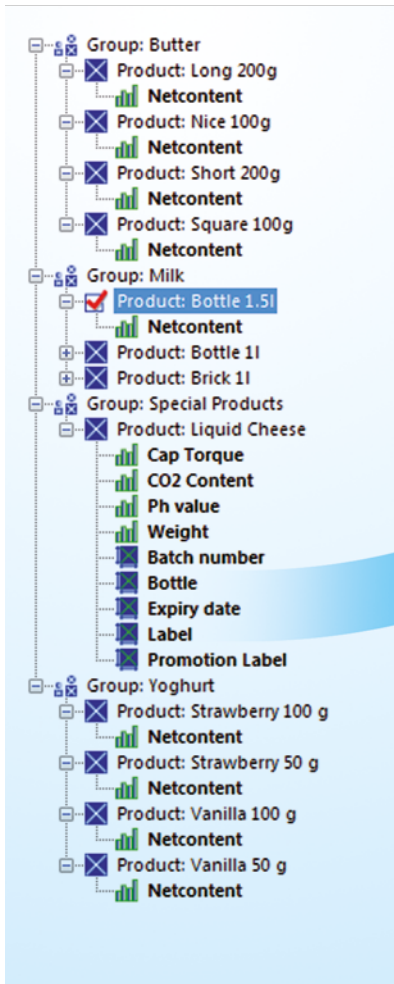 Group: Butter
Product: Long 200g
Netcontent
Product: Nice 100g
Netcontent
Product: Short 200g
Netcontent
Product: Square 100g
Netcontent
Group: Milk
Product: Bottle 1.5l
Netcontent
Product: Bottle 1l
Product: Brick 1l
Group: Special Products
Product: Liquid Cheese
Cap Torque
CO2 Content
Ph value
Weight
Batch number
Bottle
Expiry date
Label
Promotion Label
Group: Yoghurt
Product: Strawberry 100 g
Netcontent
Product: Strawberry 50 g
Netcontent
Product: Vanilla 100 g
Netcontent
Product: Vanilla 50 g
Netcontent